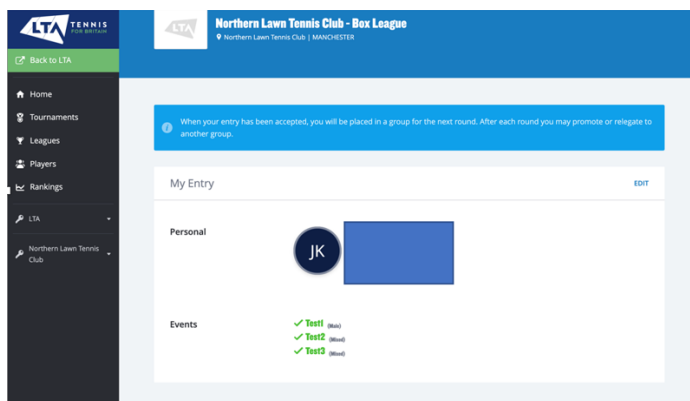 LTA TENNIS
FOR BRITAIN
Back to LTA
Home
Tournaments
Leagues
Players
Rankings
LTA
Northern Lawn Tennis
Club
LTA
Northern Lawn Tennis Club - Box League
Northern Lawn Tennis Club | MANCHESTER
When your entry has been accepted, you will be placed in a group for the next round. After each round you may promote or relegate to
another group.
My Entry
EDIT
Personal
JK
Events
Test1 (Male)
Test2 (Mixed)
Test3 (Mixed)